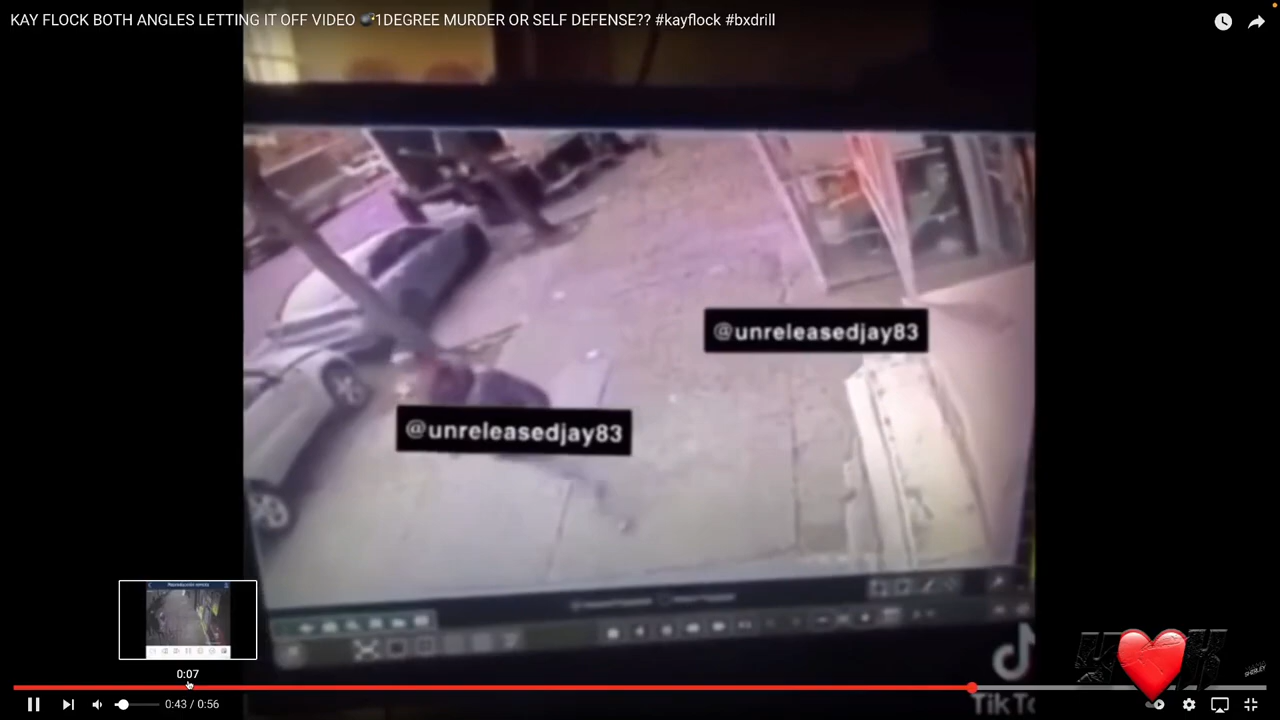 KAY FLOCK BOTH ANGLES LETTING IT OFF VIDEO 💣1DEGREE MURDER OR SELF DEFENSE?? #kayflock #bxdrill
@unreleasedjay83
@unreleasedjay83
0:07
0:43 / 0:56
TikTo